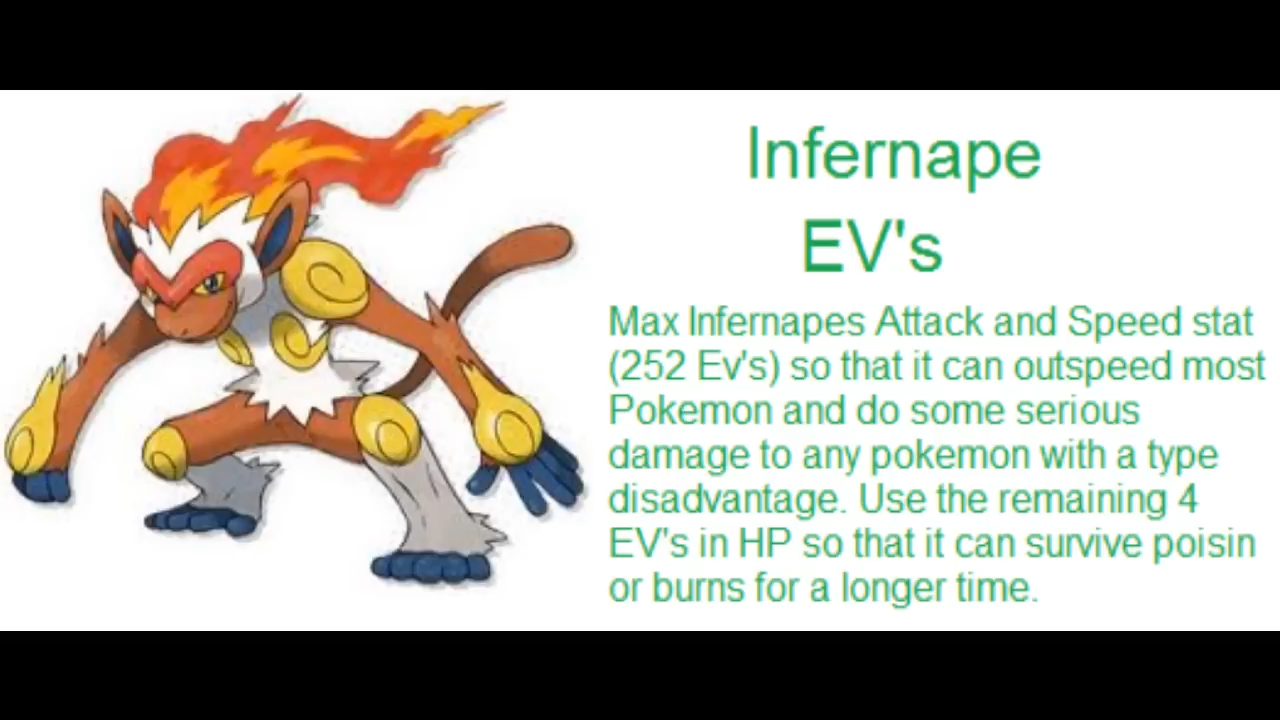 Infernape
EV's
Max Infernapes Attack and Speed stat
(252 Ev's) so that it can outspeed most
Pokemon and do some serious
damage to any pokemon with a type
disadvantage. Use the remaining 4
EV's in HP so that it can survive poisin
or burns for a longer time.